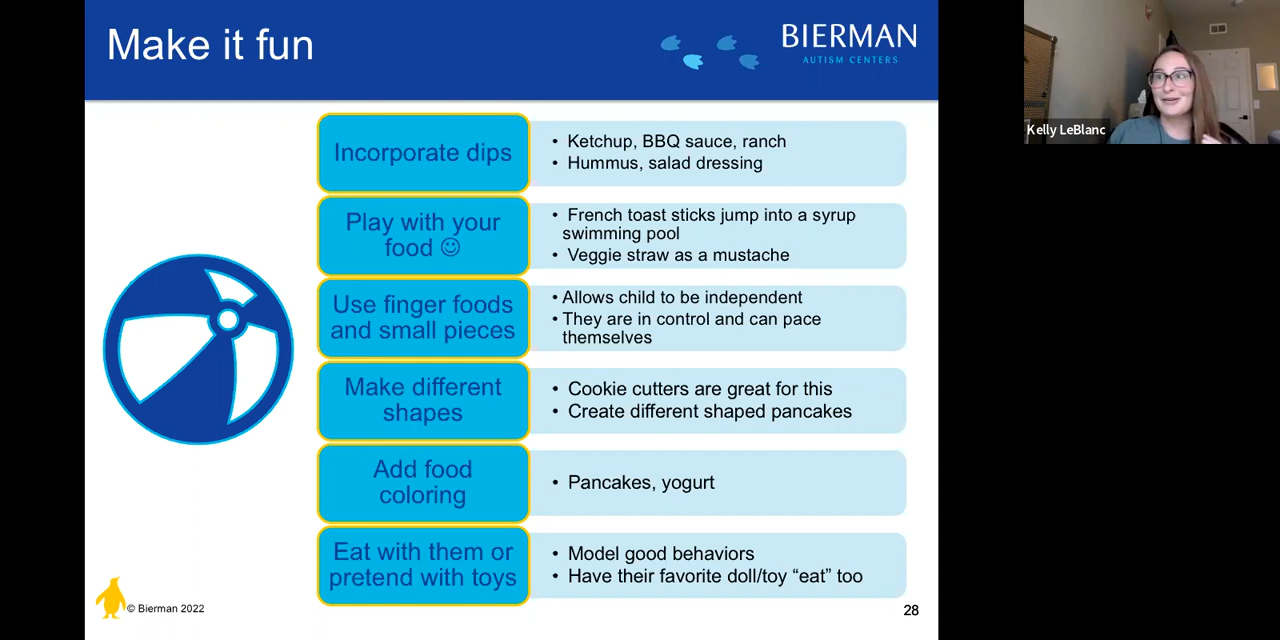 Make it fun
BIERMAN
AUTISM CENTERS
Kelly LeBlanc
Incorporate dips
• Ketchup, BBQ sauce, ranch
• Hummus, salad dressing
Play with your
food ☺
• French toast sticks jump into a syrup
swimming pool
• Veggie straw as a mustache
Use finger foods
and small pieces
• Allows child to be independent
• They are in control and can pace
themselves
Make different
shapes
• Cookie cutters are great for this
• Create different shaped pancakes
Add food
coloring
• Pancakes, yogurt
Eat with them or
pretend with toys
• Model good behaviors
• Have their favorite doll/toy “eat” too
© Bierman 2022
28